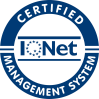 CERTIFIED
IQNet
MANAGEMENT SYSTEM